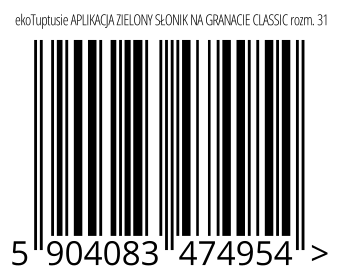 ekoTuptusie APLIKACJA ZIELONY SŁONIK NA GRANACIE CLASSIC rozm. 31
5 904083 474954 >